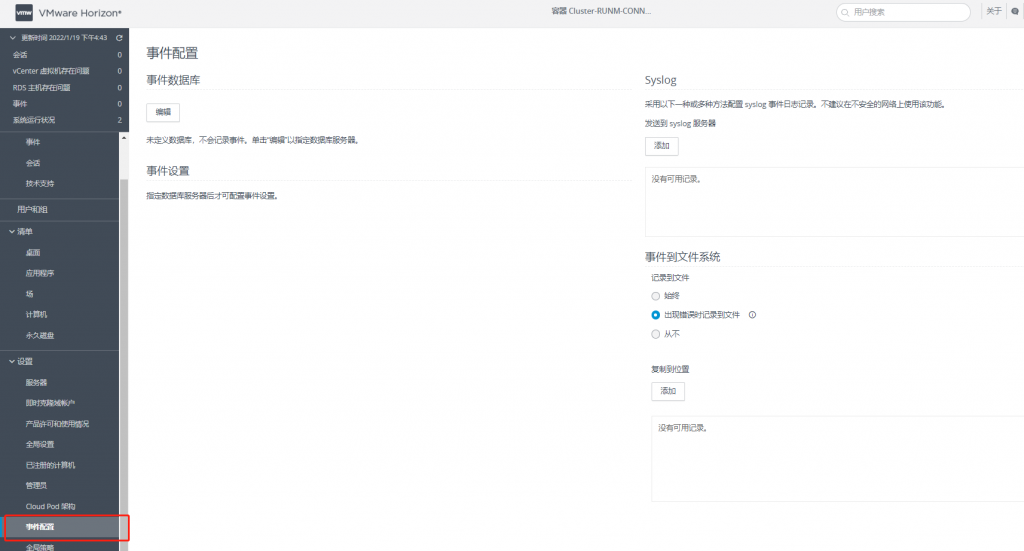 vmw VMware Horizon®
容器 Cluster-RUNM-CONN...
用户搜索
关于
更新时间 2022/1/19 下午4:43
会话 0
vCenter 虚拟机存在问题 0
RDS 主机存在问题 0
事件 0
系统运行状况 2
事件
会话
技术支持
用户和组
清单
桌面
应用程序
场
计算机
永久磁盘
设置
服务器
即时克隆域帐户
产品许可和使用情况
全局设置
已注册的计算机
管理员
Cloud Pod 架构
事件配置
全局策略
事件配置
事件数据库
编辑
未定义数据库，不会记录事件。单击“编辑”以指定数据库服务器。
事件设置
指定数据库服务器后才可配置事件设置。
Syslog
采用以下一种或多种方法配置 syslog 事件日志记录。不建议在不安全的网络上使用该功能。
发送到 syslog 服务器
添加
没有可用记录。
事件到文件系统
记录到文件
始终
出现错误时记录到文件
从不
复制到位置
添加
没有可用记录。